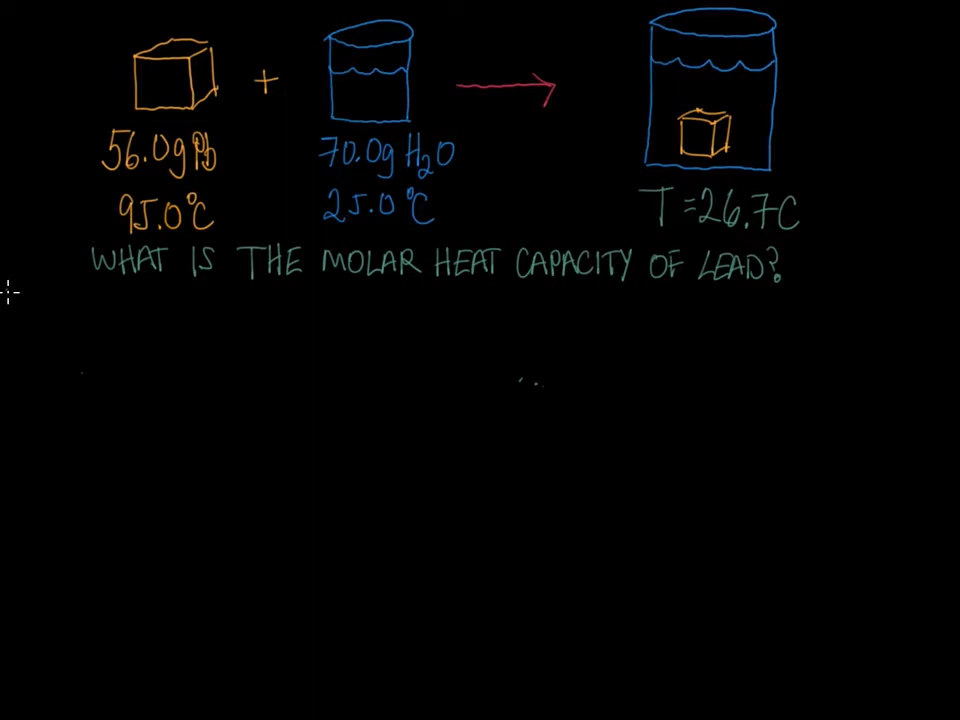 +
56.0g Pb 70.0g H₂O
95.0°C 25.0°C T=26.7C
WHAT IS THE MOLAR HEAT CAPACITY OF LEAD?